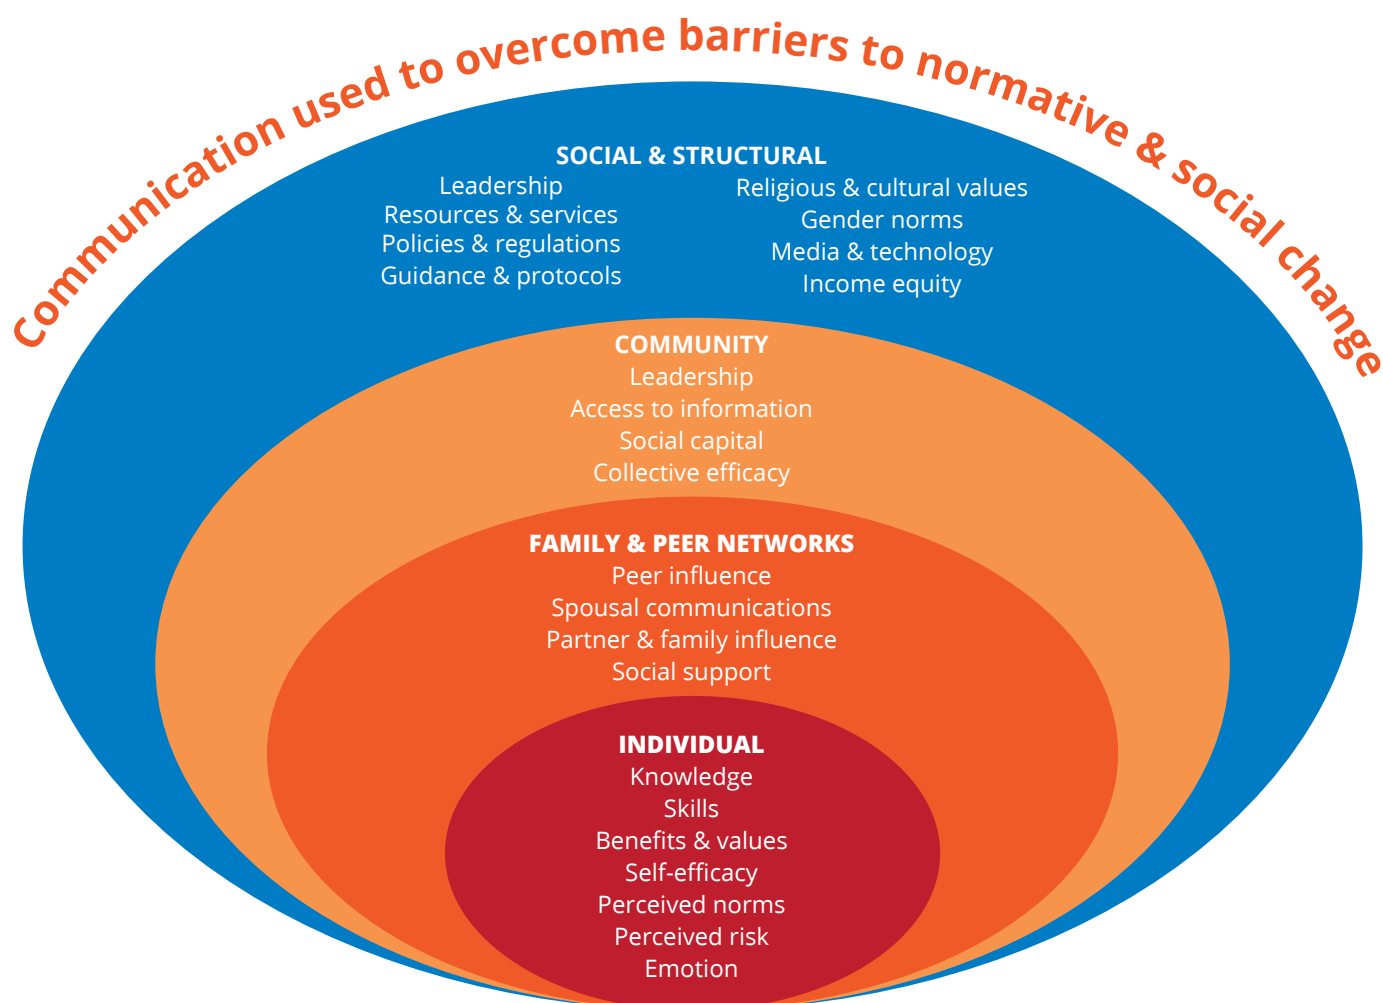 Communication used to overcome barriers to normative & social change
SOCIAL & STRUCTURAL
Leadership
Resources & services
Policies & regulations
Guidance & protocols
Religious & cultural values
Gender norms
Media & technology
Income equity
COMMUNITY
Leadership
Access to information
Social capital
Collective efficacy
FAMILY & PEER NETWORKS
Peer influence
Spousal communications
Partner & family influence
Social support
INDIVIDUAL
Knowledge
Skills
Benefits & values
Self-efficacy
Perceived norms
Perceived risk
Emotion